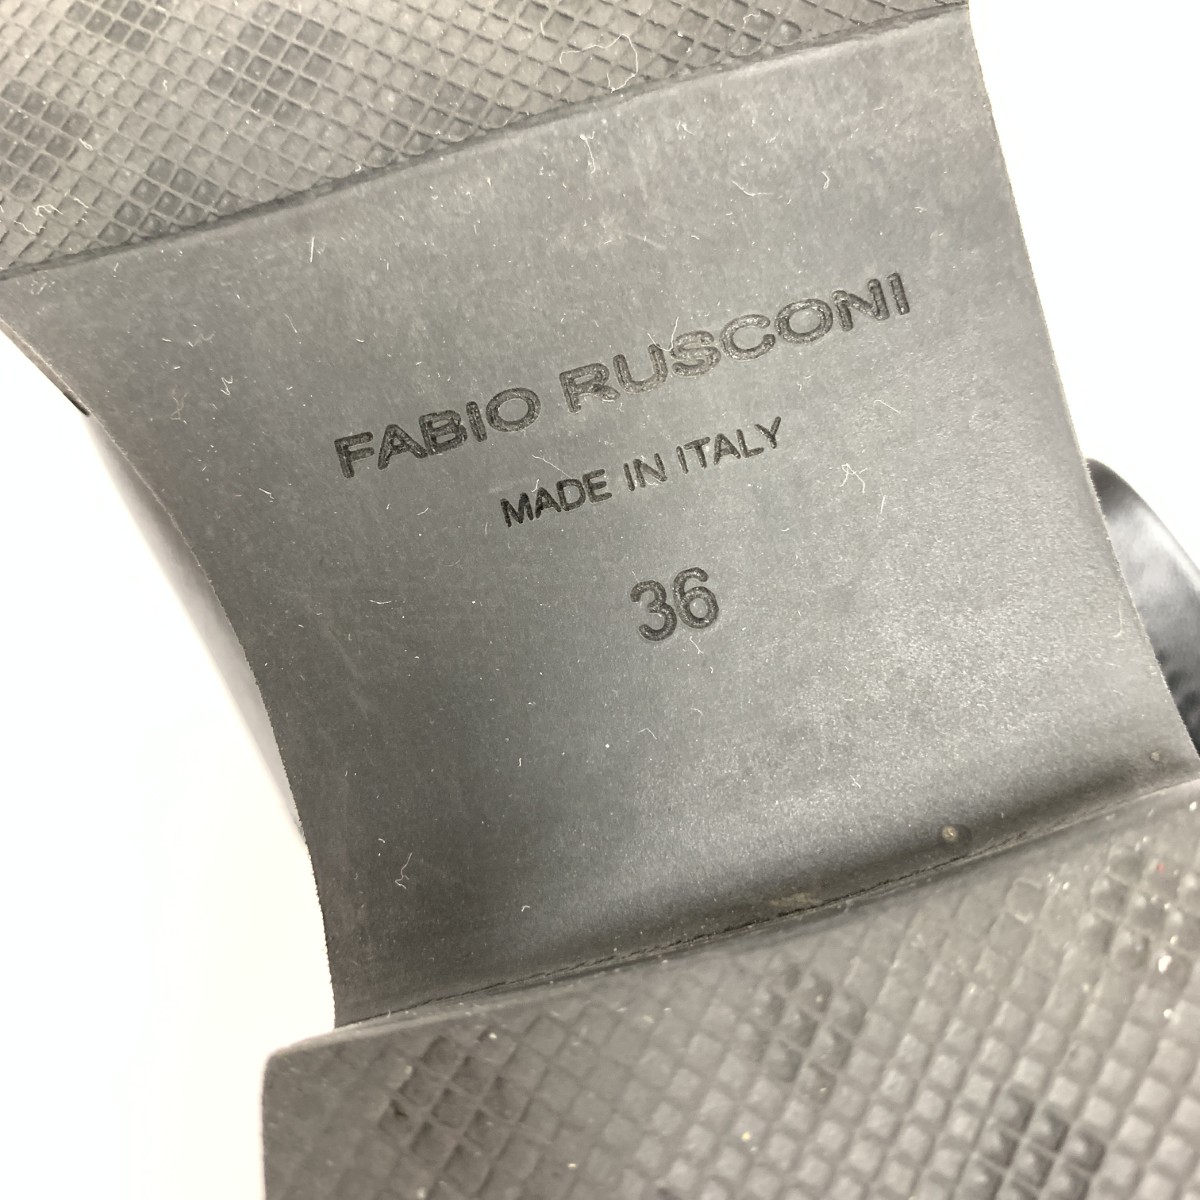 FABIO RUSCONI
MADE IN ITALY
36